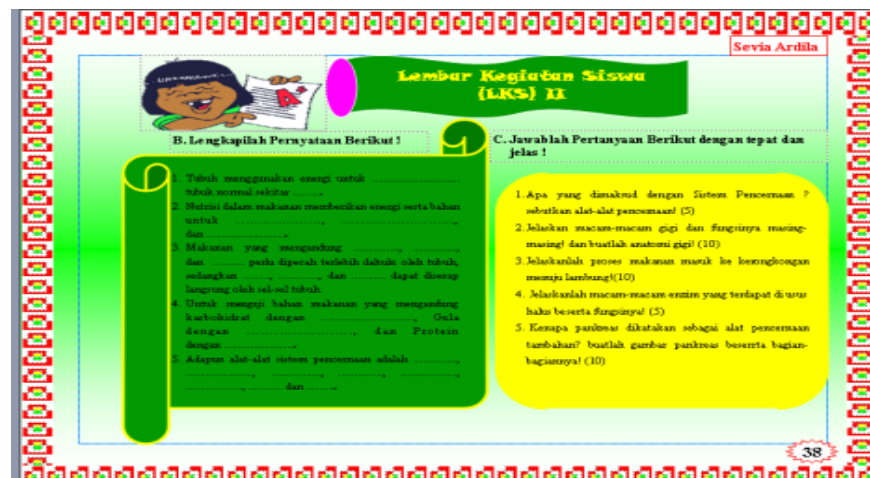 Sevia Ardila
Lembar Kegiatan Siswa
(LKS) II
B. Lengkapilah Pernyataan Berikut !
1. Tubuh menggunakan energi untuk ........................
tubuh normal sekitar ........
2. Nutrisi dalam makanan memberikan energi serta bahan
untuk ......................, ..............................,
dan ........................
3. Makanan yang mengandung ............, ............,
dan ......... perlu dipecah terlebih dahulu oleh tubuh,
sedangkan ........., ............, dan .......... dapat diserap
langsung oleh sel-sel tubuh.
4. Untuk menguji bahan makanan yang mengandung
karbohidrat dengan ........................, Gula
dengan ........................, dan Protein
dengan ........................
5. Adapun alat-alat sistem pencernaan adalah ............,
.................., ............, ............, ............,
..............., ......... dan ........
C. Jawablah Pertanyaan Berikut dengan tepat dan
jelas !
1. Apa yang dimaksud dengan Sistem Pencernaan ?
sebutkan alat-alat pencernaan! (5)
2. Jelaskan macam-macam gigi dan fungsinya masing-
masing! dan buatlah anatomi gigi! (10)
3. Jelaskanlah proses makanan masuk ke kerongkongan
menuju lambung!(10)
4. Jelaskanlah macam-macam enzim yang terdapat di usus
halus beserta fungsinya! (5)
5. Kenapa pankreas dikatakan sebagai alat pencernaan
tambahan? buatlah gambar pankreas beserta bagian-
bagiannya! (10)
38